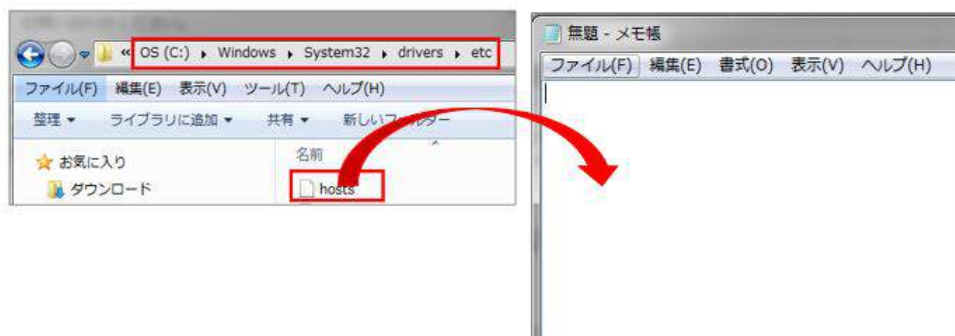 « OS (C:) ▸ Windows ▸ System32 ▸ drivers ▸ etc
ファイル(F) 編集(E) 表示(V) ツール(T) ヘルプ(H)
整理 ▼ ライブラリに追加 ▼ 共有 ▼ 新しいフォルダー
お気に入り
ダウンロード
名前
hosts
無題 - メモ帳
ファイル(F) 編集(E) 書式(O) 表示(V) ヘルプ(H)